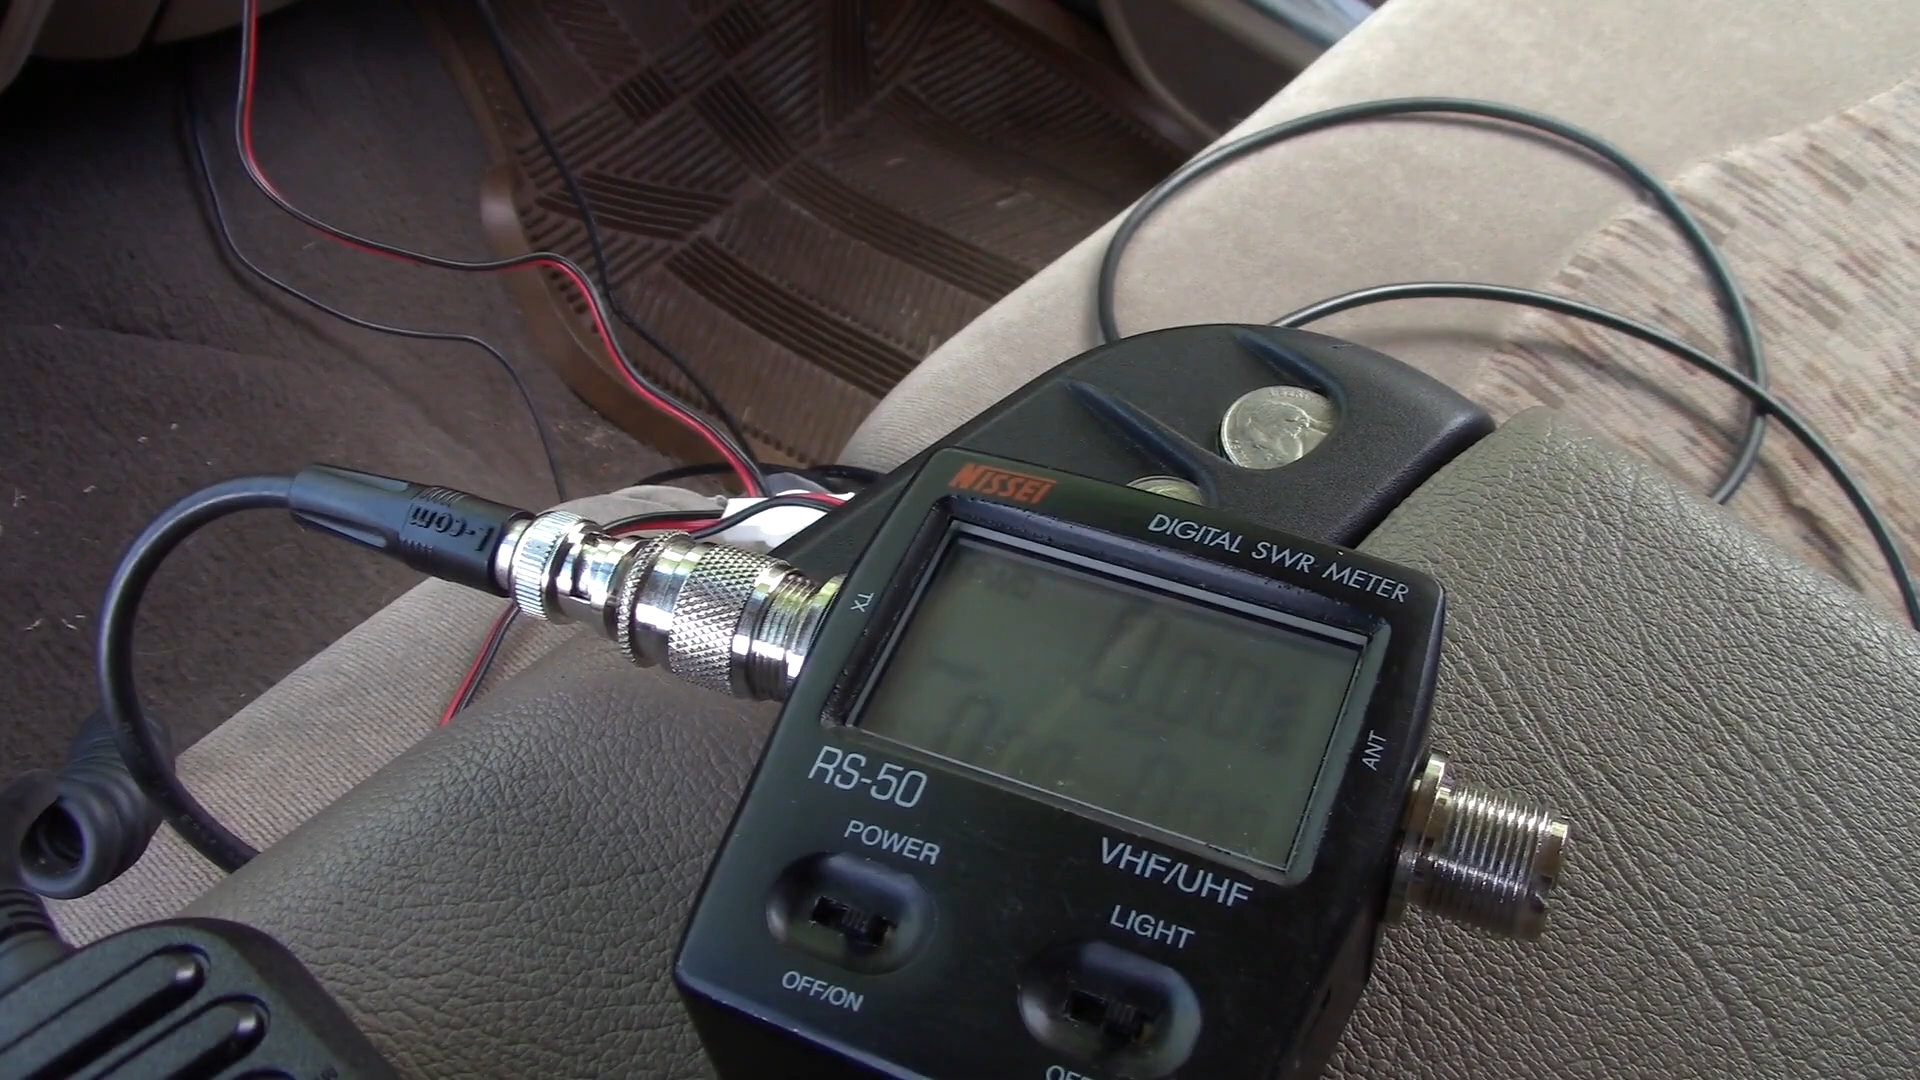 NISSEI
DIGITAL SWR METER
L-com
TX
ANT
RS-50
POWER
VHF/UHF
LIGHT
OFF/ON